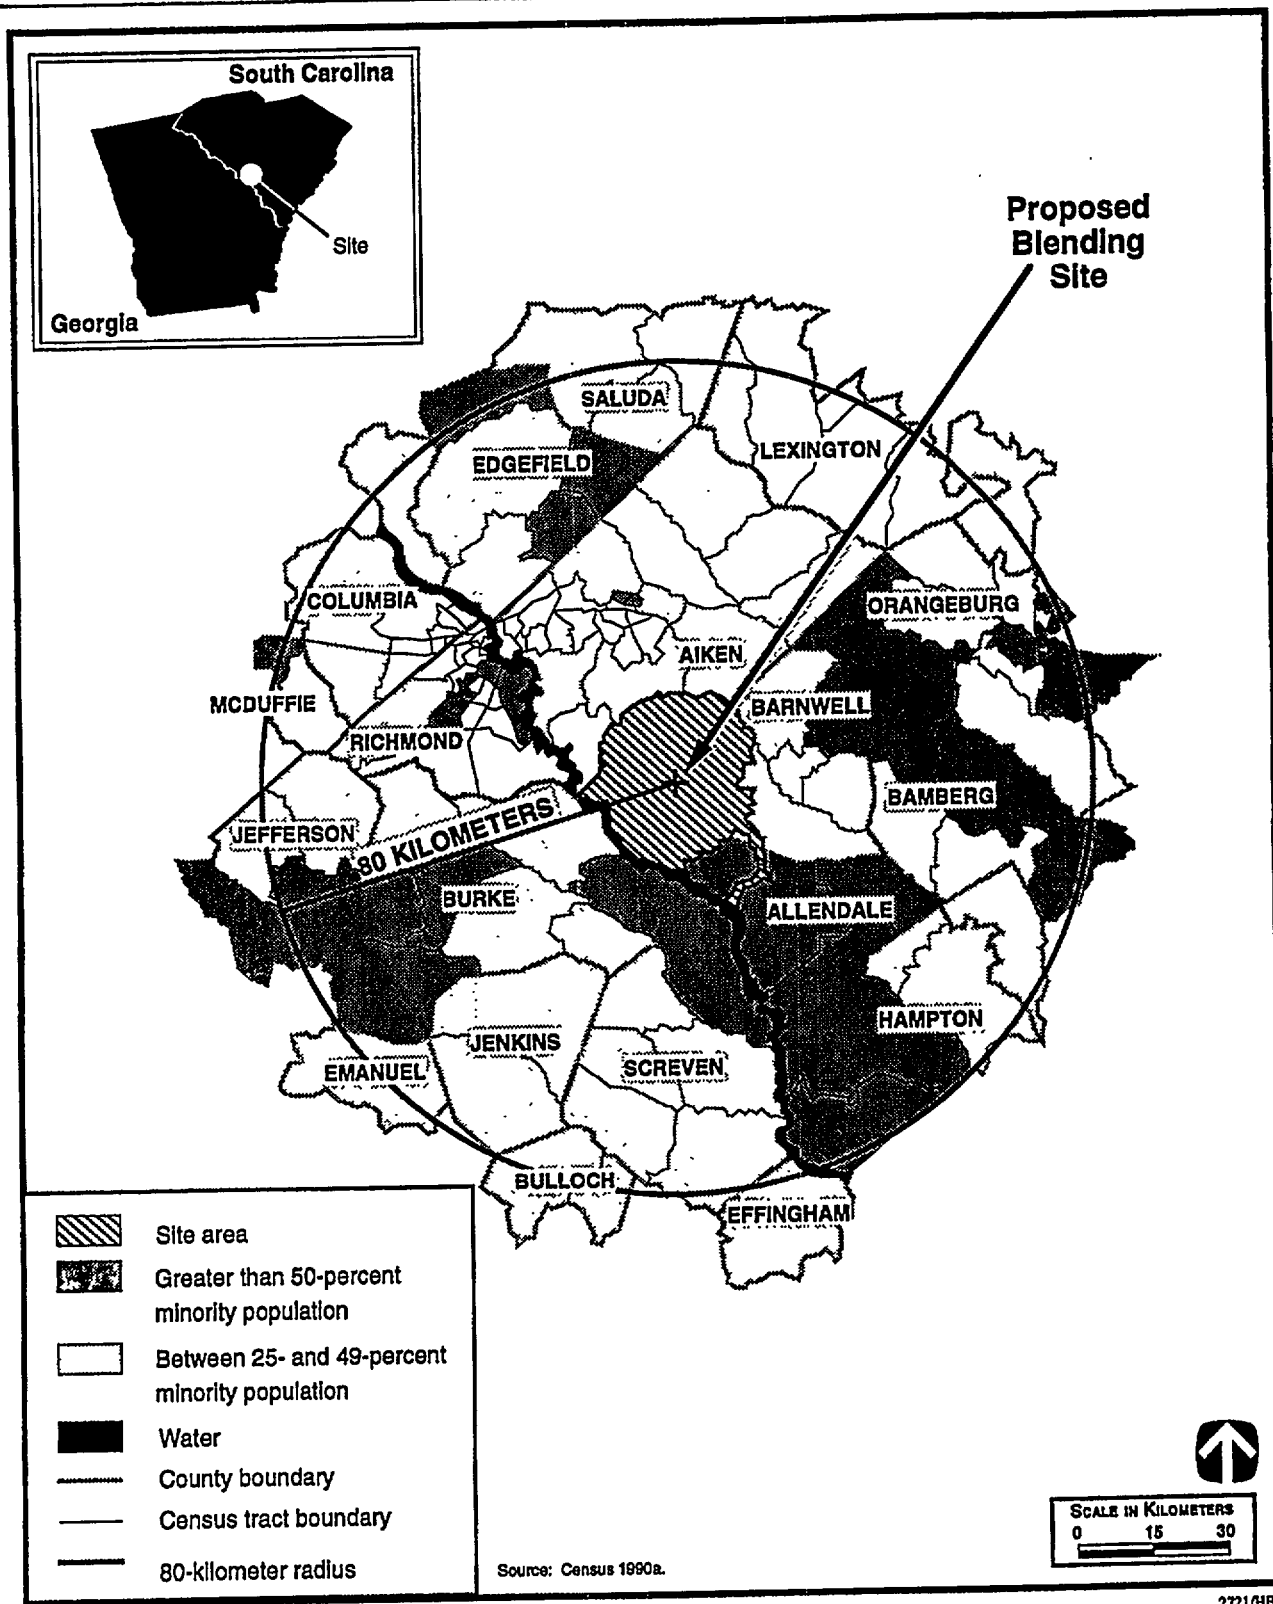 South Carolina
Site
Georgia
Proposed
Blending
Site
SALUDA
LEXINGTON
EDGEFIELD
COLUMBIA
ORANGEBURG
AIKEN
MCDUFFIE
BARNWELL
RICHMOND
BAMBERG
JEFFERSON
80 KILOMETERS
BURKE
ALLENDALE
HAMPTON
JENKINS
SCREVEN
EMANUEL
BULLOCH
EFFINGHAM
Site area
Greater than 50-percent
minority population
Between 25- and 49-percent
minority population
Water
County boundary
Census tract boundary
80-kilometer radius
SCALE IN KILOMETERS
0 15 30
Source: Census 1990a.